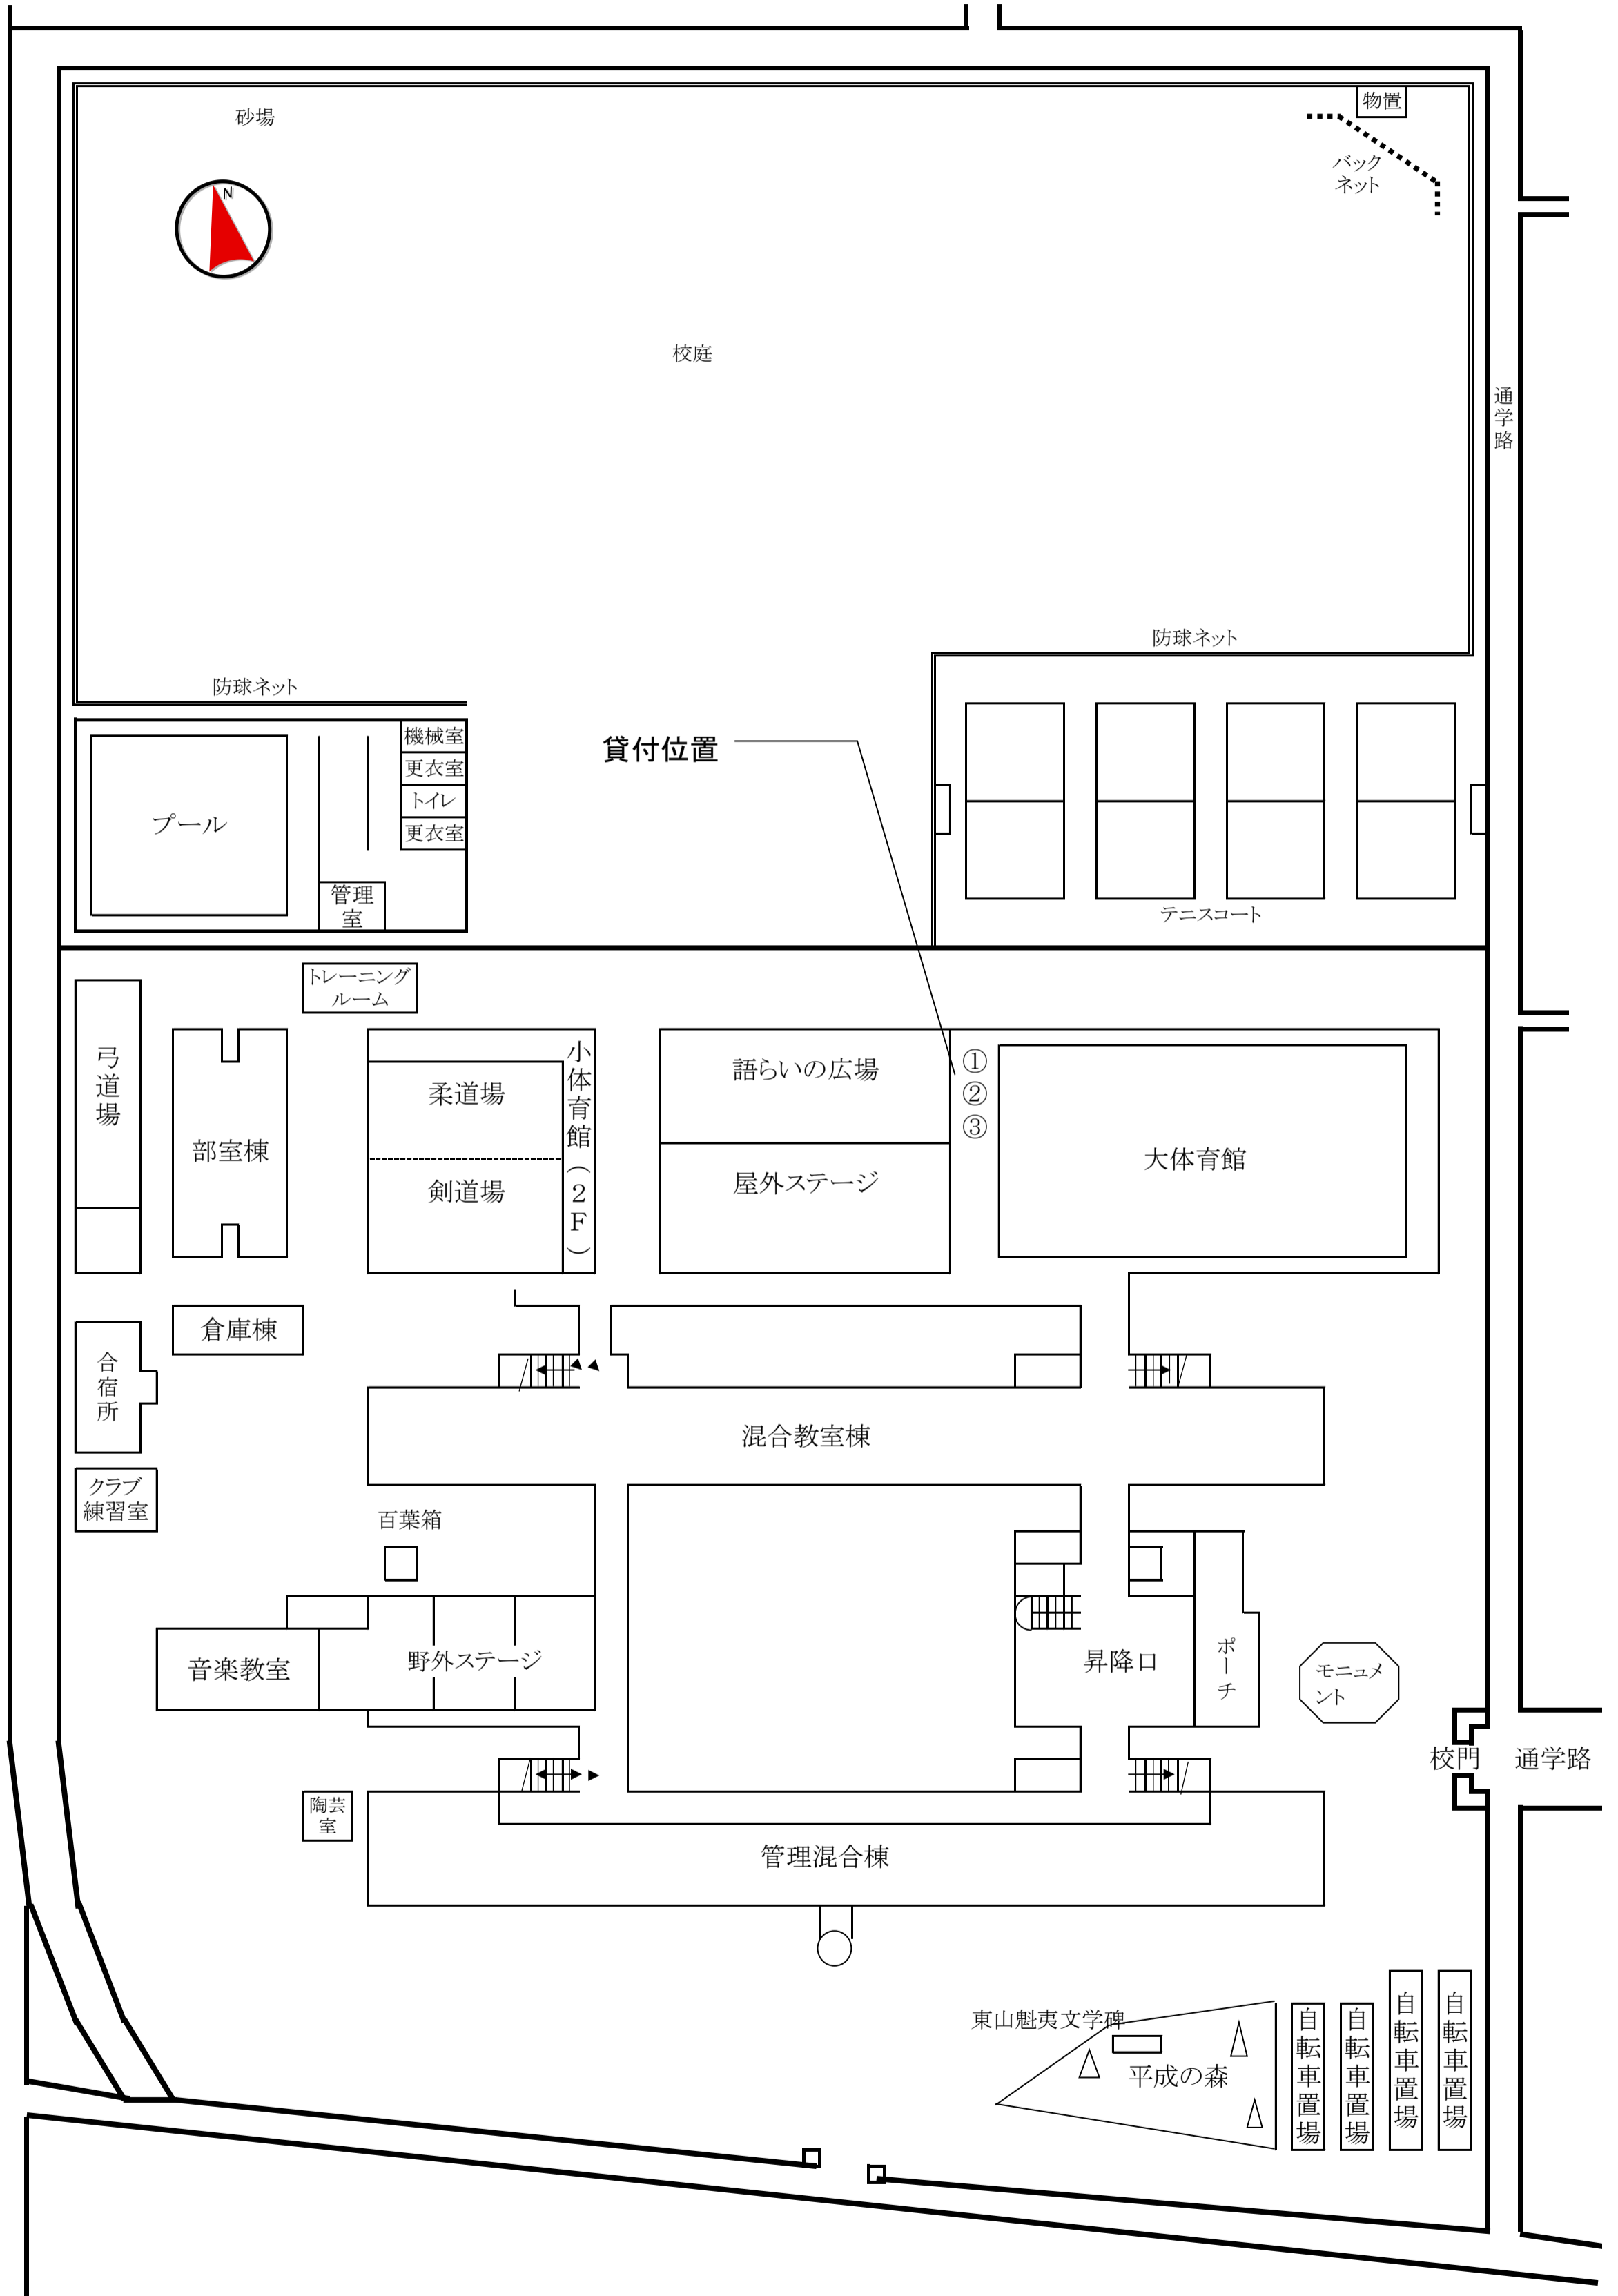 砂場
物置
バック
ネット
N
校庭
通学路
防球ネット
防球ネット
貸付位置
機械室
更衣室
トイレ
更衣室
プール
管理
室
テニスコート
トレーニング
ルーム
弓道場
部室棟
柔道場
剣道場
小体育館(2F)
語らいの広場
屋外ステージ
①
②
③
大体育館
倉庫棟
合宿所
混合教室棟
クラブ
練習室
百葉箱
音楽教室
野外ステージ
昇降口
ポーチ
モニュメ
ント
校門
通学路
陶芸
室
管理混合棟
東山魁夷文学碑
平成の森
自転車置場
自転車置場
自転車置場
自転車置場